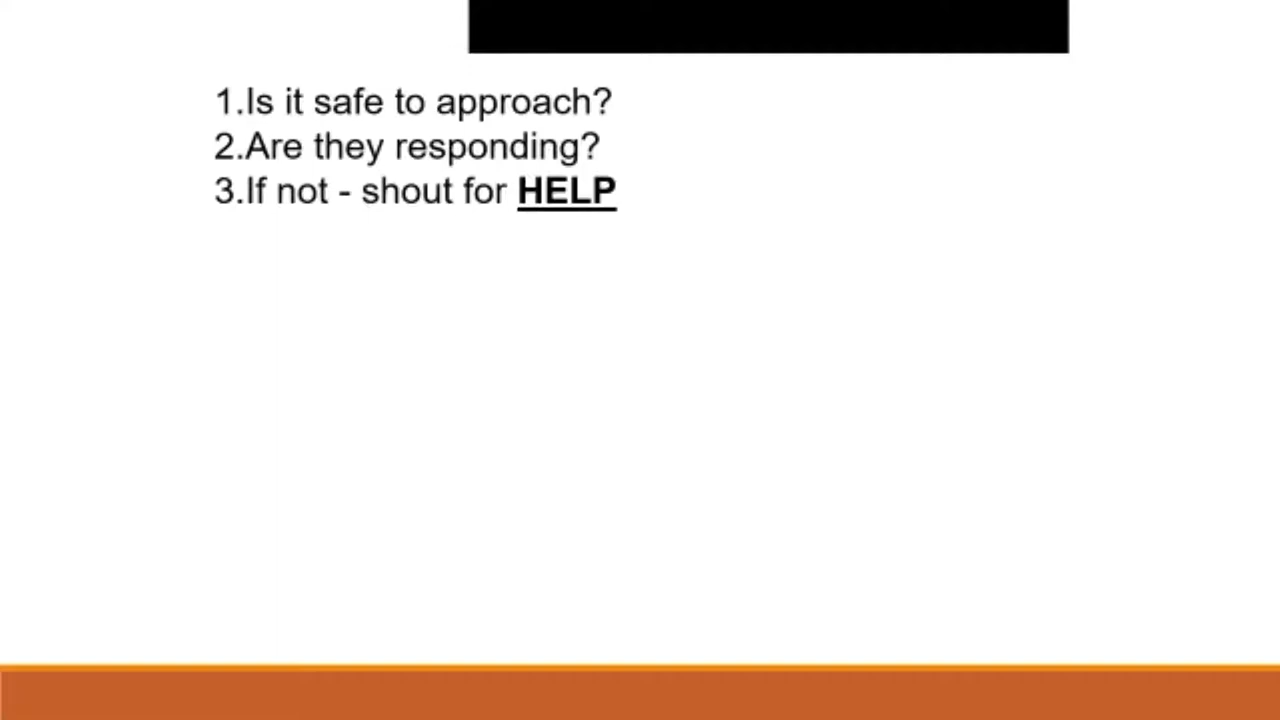 1.Is it safe to approach?
2.Are they responding?
3.If not - shout for HELP